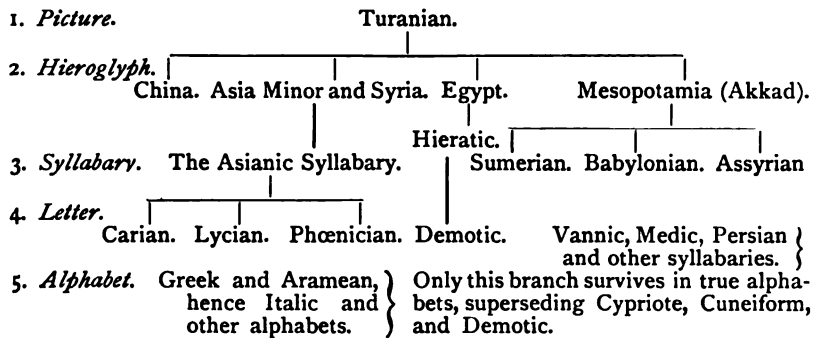 1. Picture. Turanian.
2. Hieroglyph.
China. Asia Minor and Syria. Egypt. Mesopotamia (Akkad).
Hieratic.
3. Syllabary. The Asianic Syllabary. Sumerian. Babylonian. Assyrian
4. Letter.
Carian. Lycian. Phœnician. Demotic. Vannic, Medic, Persian
and other syllabaries.
5. Alphabet. Greek and Aramean,
hence Italic and
other alphabets.
Only this branch survives in true alpha-
bets, superseding Cypriote, Cuneiform,
and Demotic.